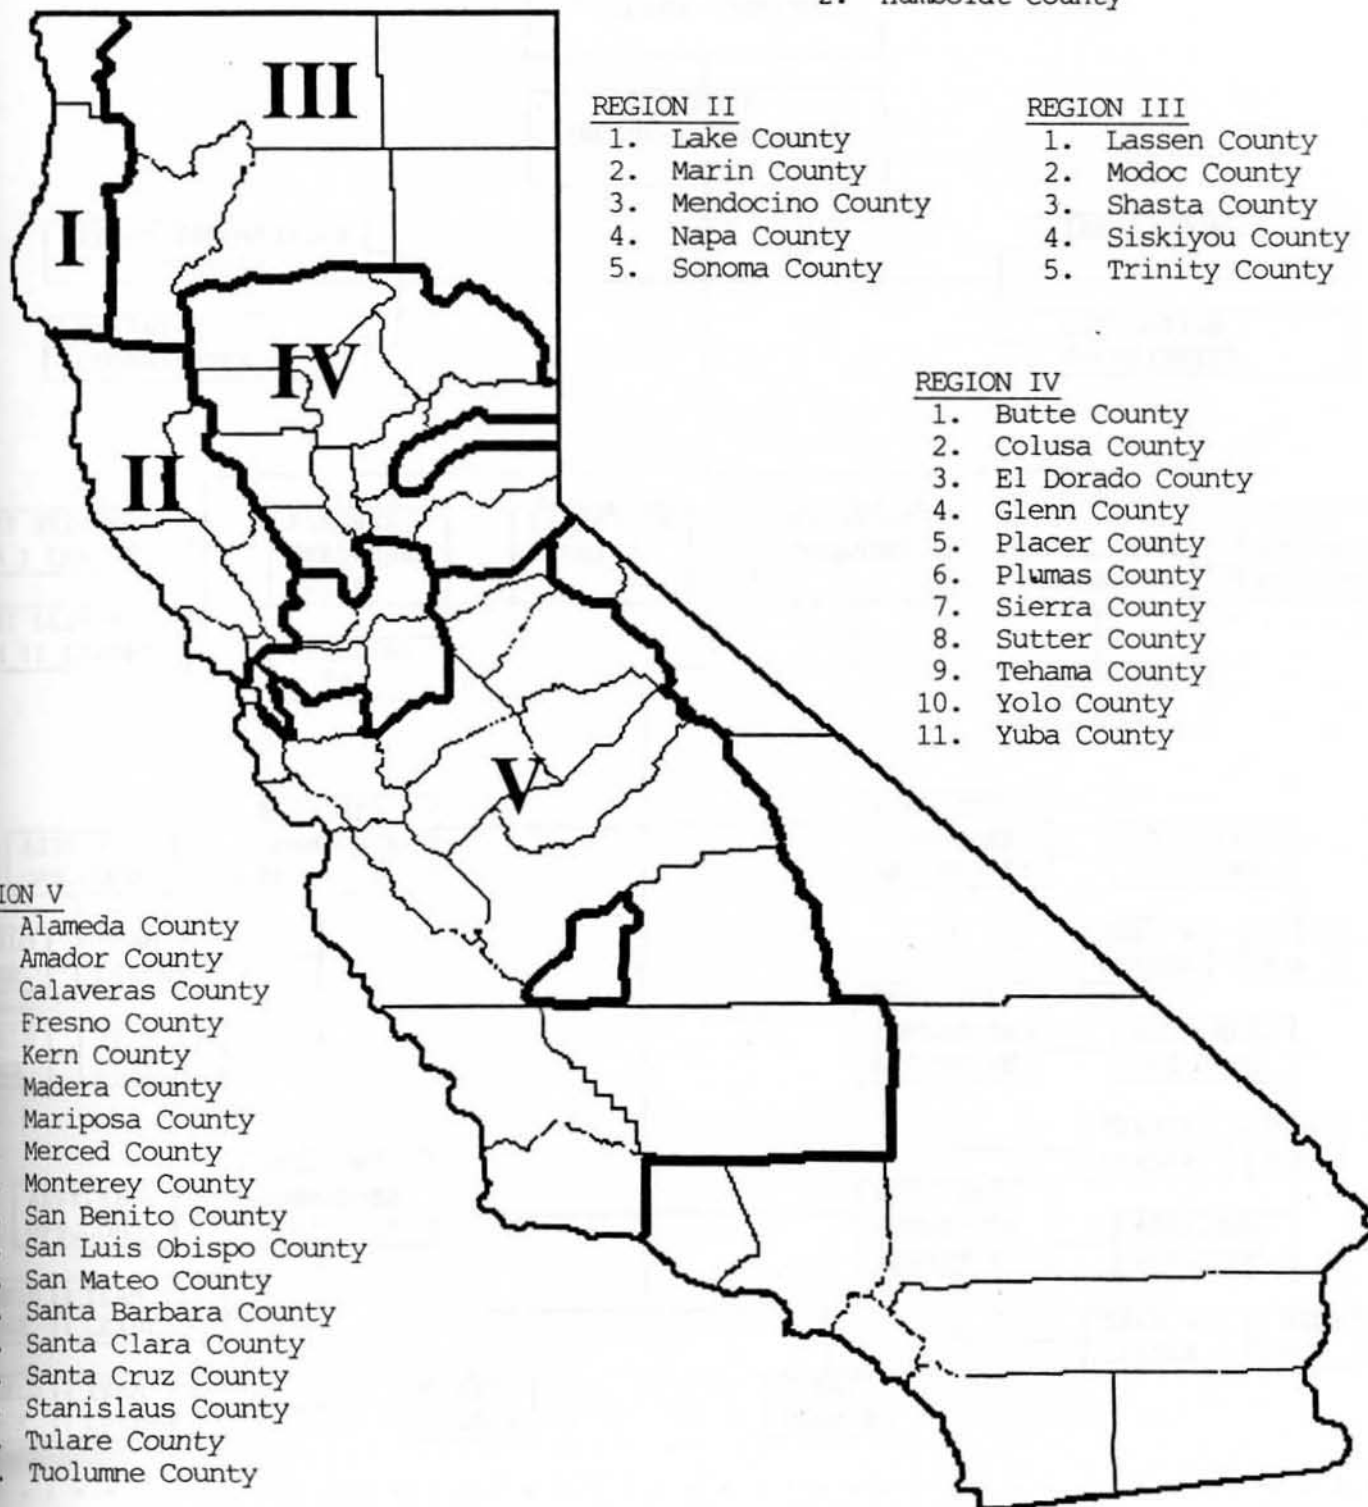 2. Humboldt County
III
I
IV
II
V
REGION II
1. Lake County
2. Marin County
3. Mendocino County
4. Napa County
5. Sonoma County
REGION III
1. Lassen County
2. Modoc County
3. Shasta County
4. Siskiyou County
5. Trinity County
REGION IV
1. Butte County
2. Colusa County
3. El Dorado County
4. Glenn County
5. Placer County
6. Plumas County
7. Sierra County
8. Sutter County
9. Tehama County
10. Yolo County
11. Yuba County
ION V
Alameda County
Amador County
Calaveras County
Fresno County
Kern County
Madera County
Mariposa County
Merced County
Monterey County
San Benito County
San Luis Obispo County
San Mateo County
Santa Barbara County
Santa Clara County
Santa Cruz County
Stanislaus County
Tulare County
Tuolumne County